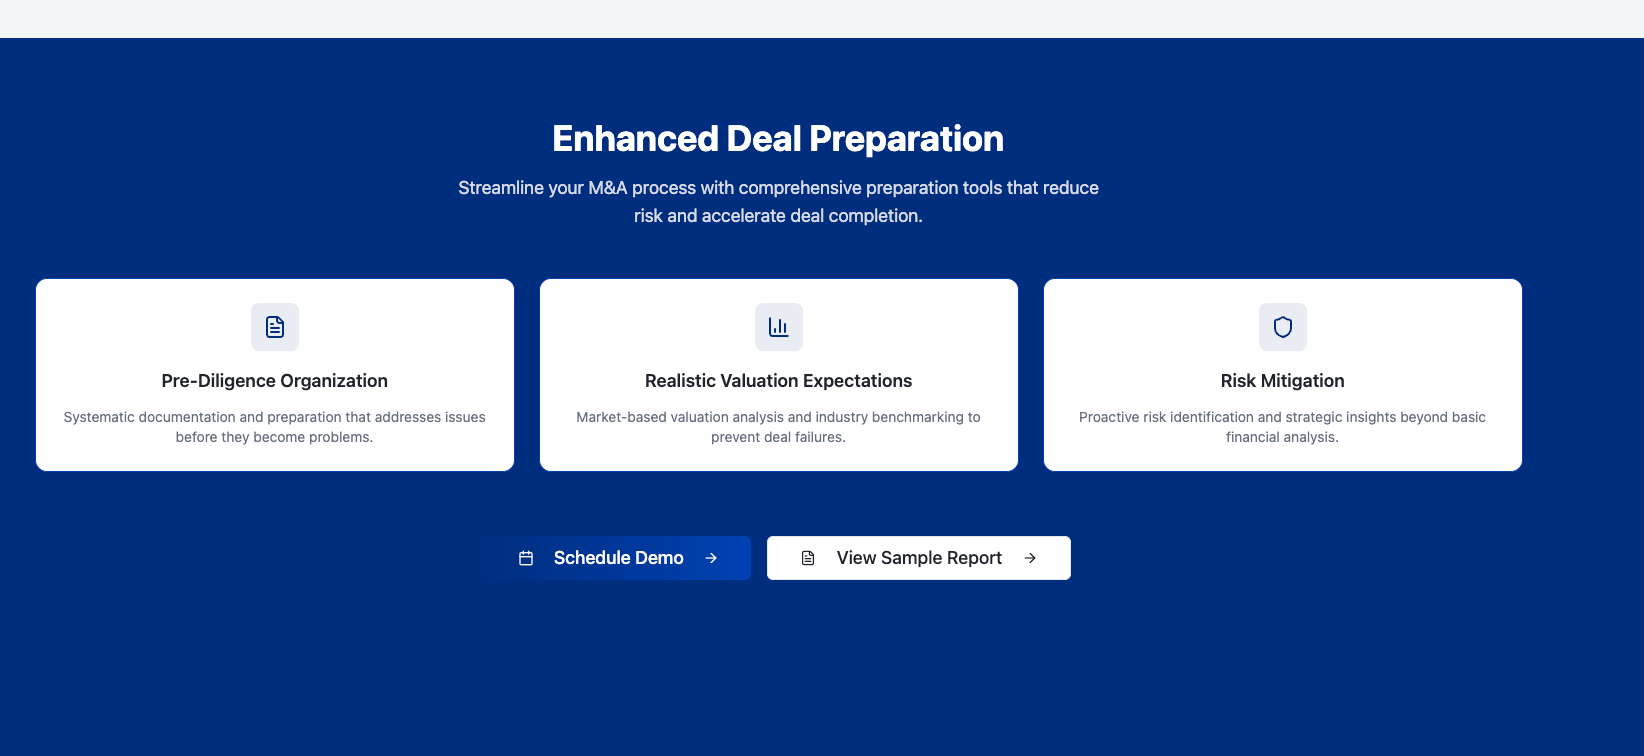 Enhanced Deal Preparation
Streamline your M&A process with comprehensive preparation tools that reduce
risk and accelerate deal completion.
Pre-Diligence Organization
Systematic documentation and preparation that addresses issues
before they become problems.
Realistic Valuation Expectations
Market-based valuation analysis and industry benchmarking to
prevent deal failures.
Risk Mitigation
Proactive risk identification and strategic insights beyond basic
financial analysis.
Schedule Demo
View Sample Report